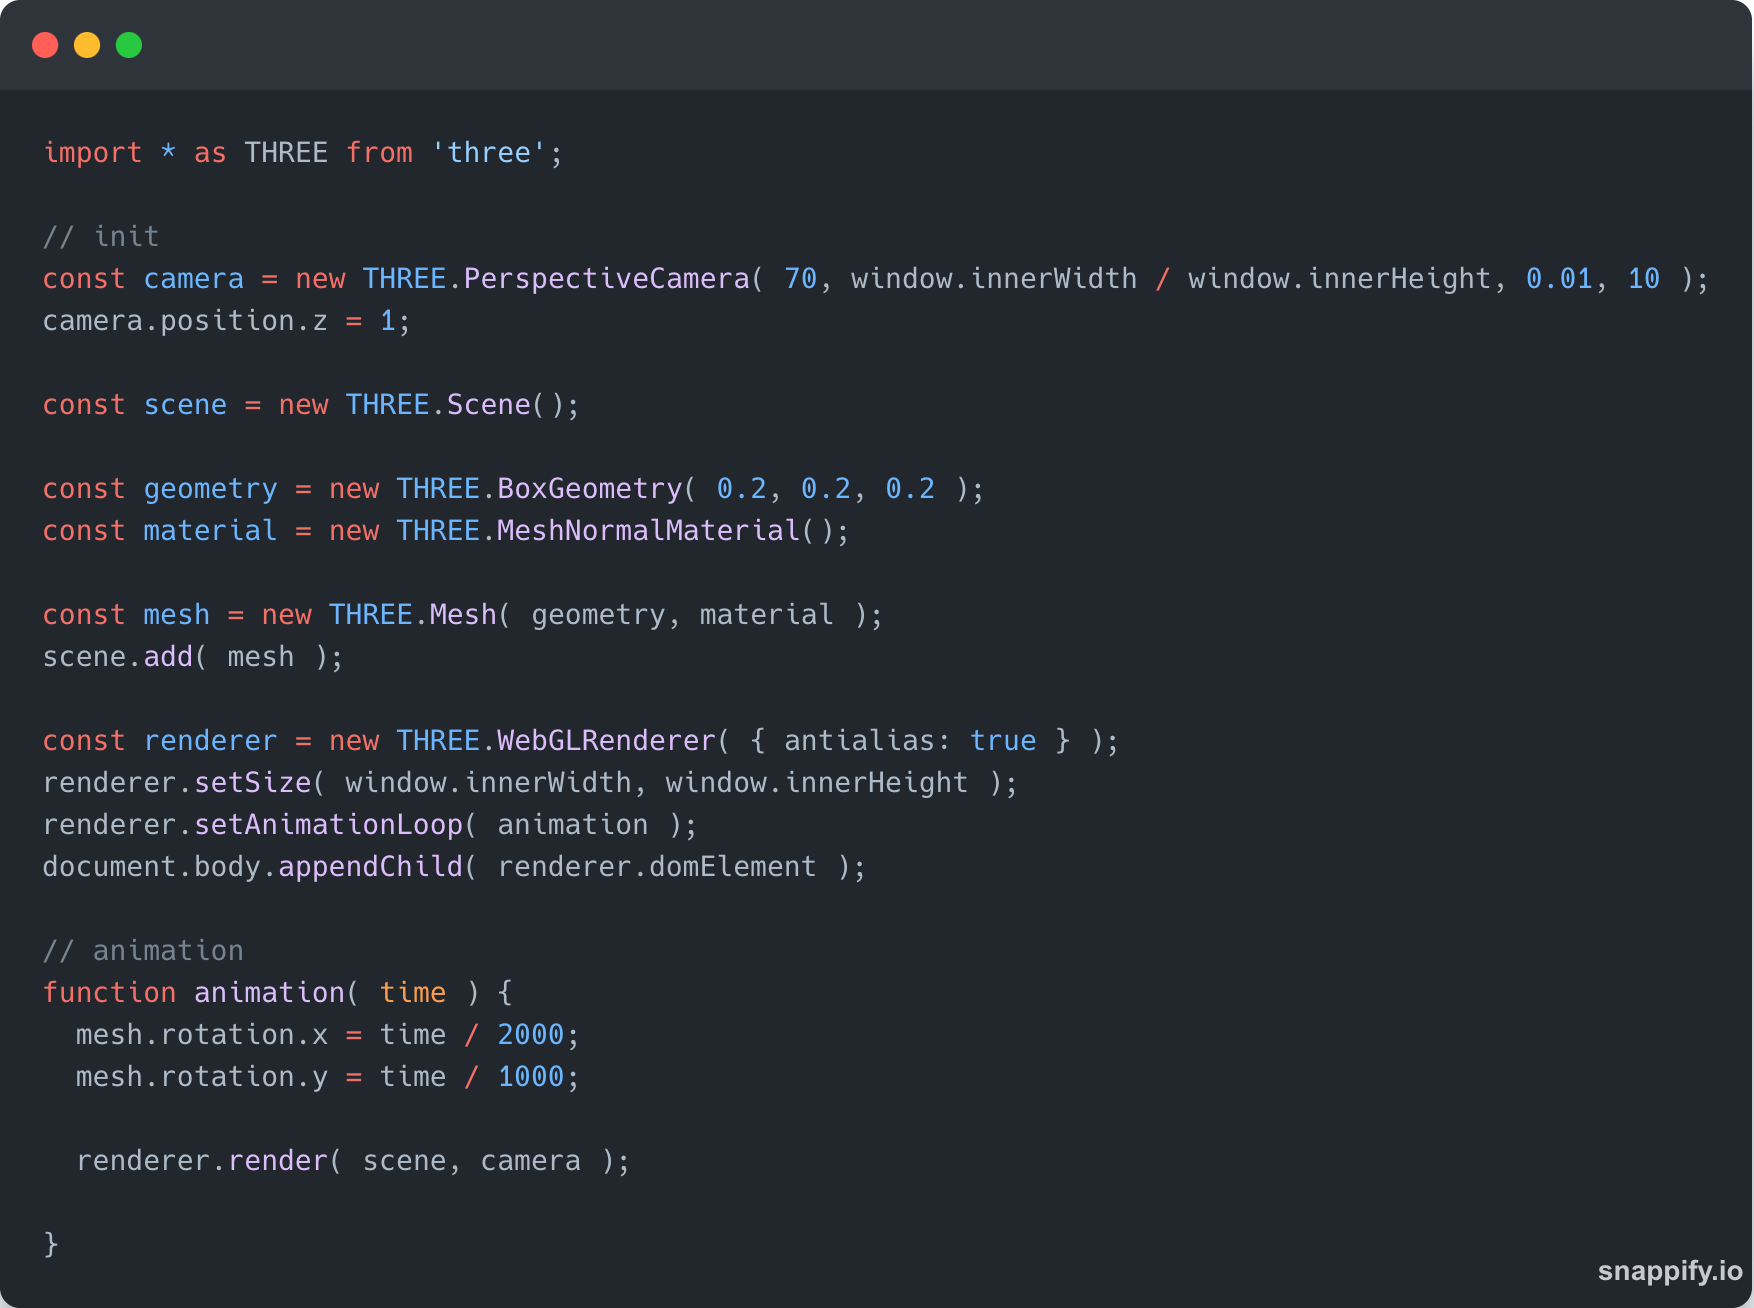 import * as THREE from 'three';
// init
const camera = new THREE.PerspectiveCamera( 70, window.innerWidth / window.innerHeight, 0.01, 10 );
camera.position.z = 1;
const scene = new THREE.Scene();
const geometry = new THREE.BoxGeometry( 0.2, 0.2, 0.2 );
const material = new THREE.MeshNormalMaterial();
const mesh = new THREE.Mesh( geometry, material );
scene.add( mesh );
const renderer = new THREE.WebGLRenderer( { antialias: true } );
renderer.setSize( window.innerWidth, window.innerHeight );
renderer.setAnimationLoop( animation );
document.body.appendChild( renderer.domElement );
// animation
function animation( time ) {
  mesh.rotation.x = time / 2000;
  mesh.rotation.y = time / 1000;
  renderer.render( scene, camera );
}
snappify.io